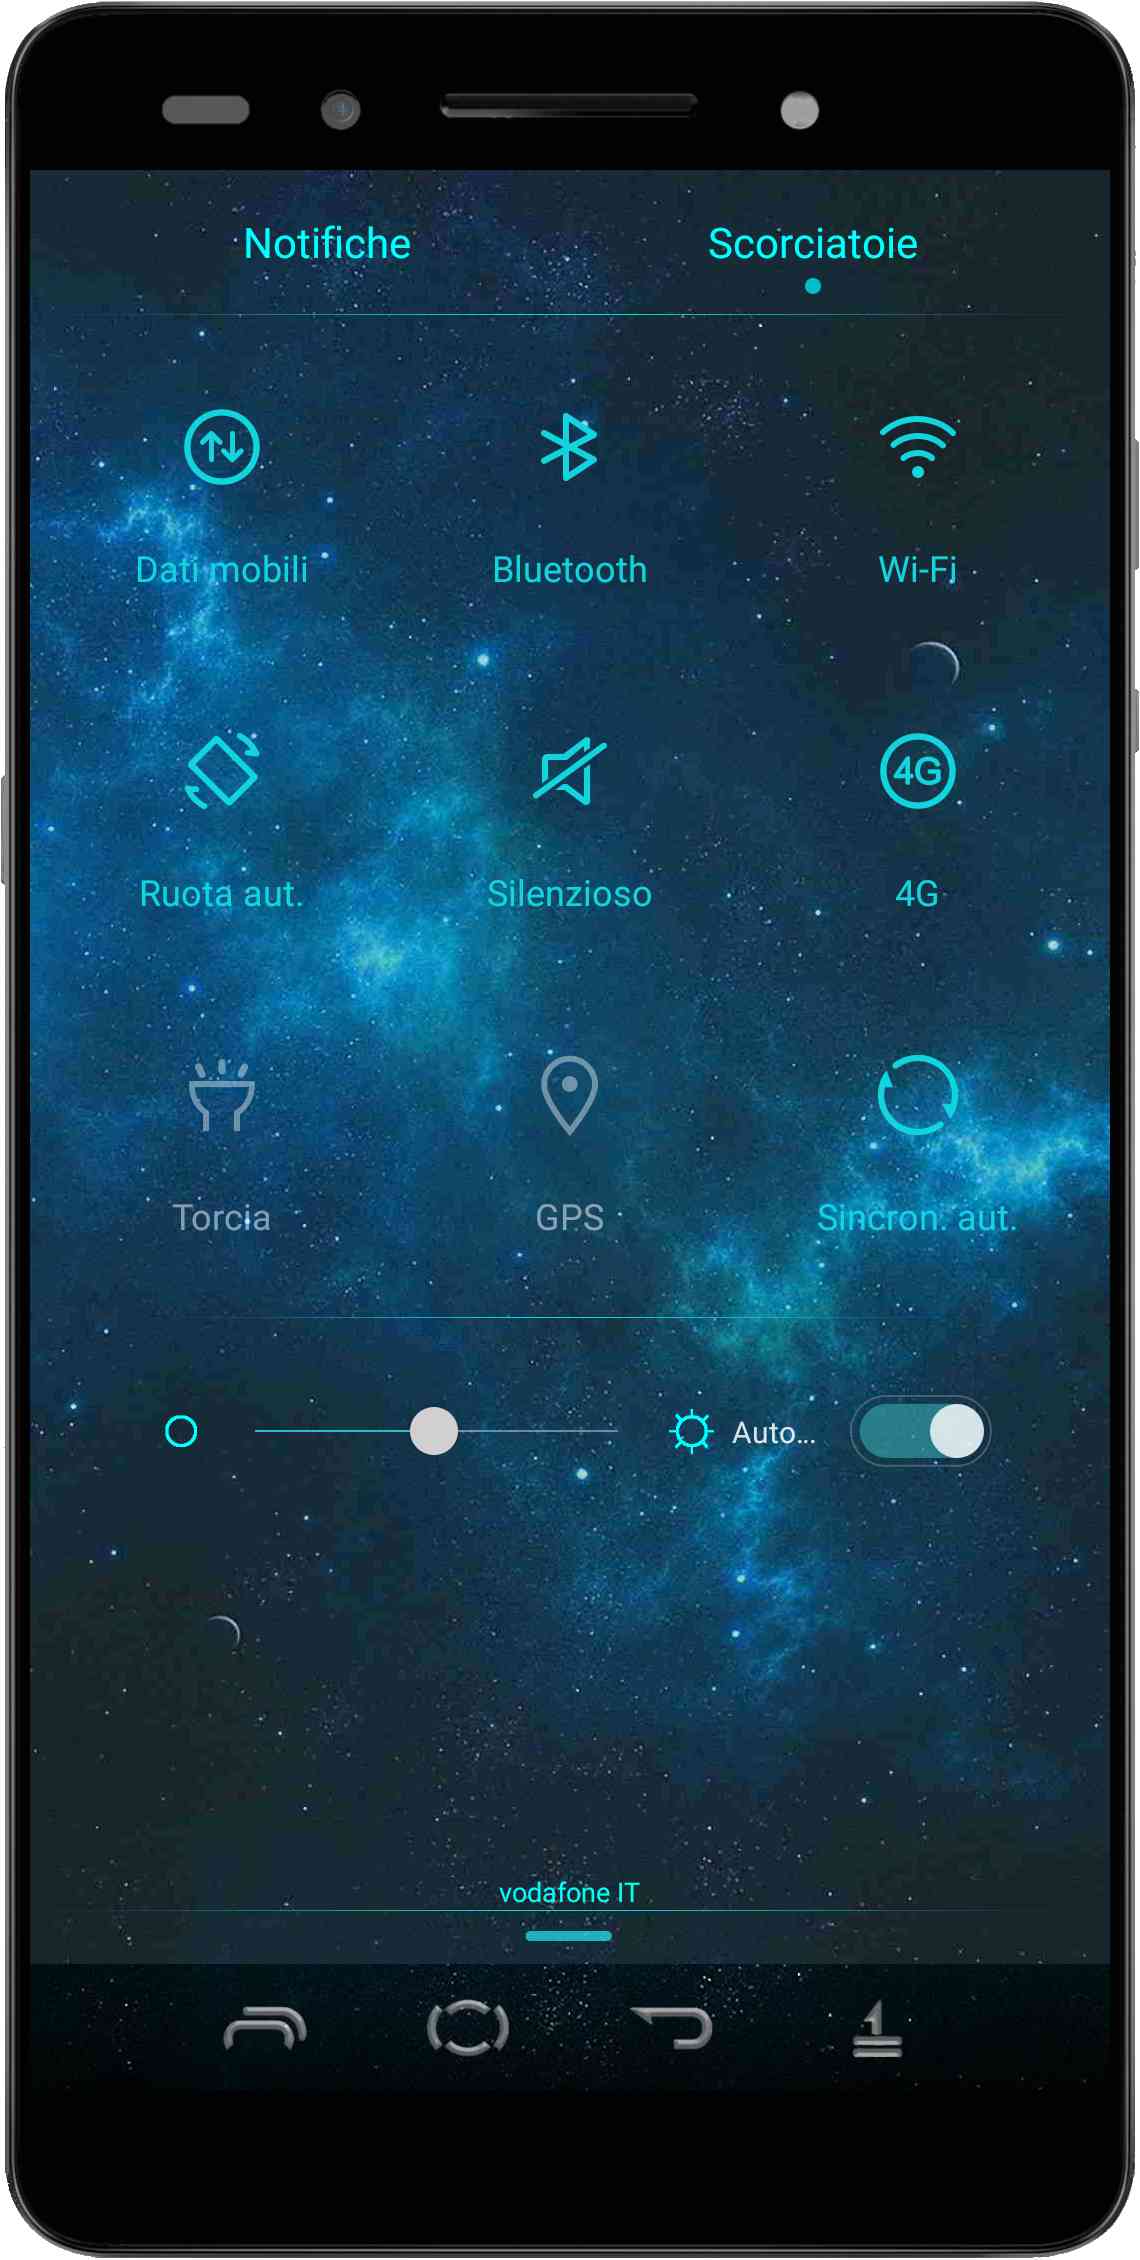 Notifiche Scorciatoie
Dati mobili Bluetooth Wi-Fi
4G
Ruota aut. Silenzioso 4G
Torcia GPS Sincron. aut.
Auto...
vodafone IT